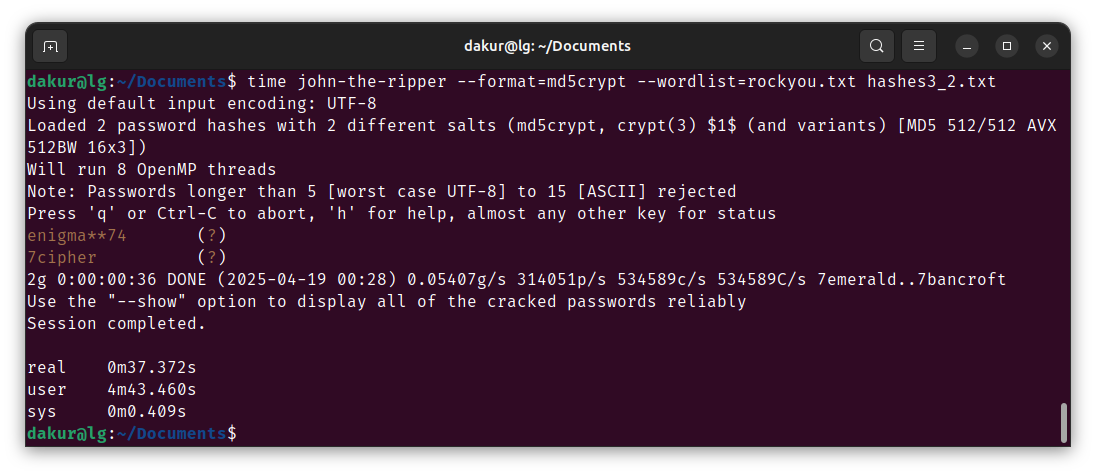 dakur@lg: ~/Documents
dakur@lg:~/Documents$ time john-the-ripper --format=md5crypt --wordlist=rockyou.txt hashes3_2.txt
Using default input encoding: UTF-8
Loaded 2 password hashes with 2 different salts (md5crypt, crypt(3) $1$ (and variants) [MD5 512/512 AVX
512BW 16x3])
Will run 8 OpenMP threads
Note: Passwords longer than 5 [worst case UTF-8] to 15 [ASCII] rejected
Press 'q' or Ctrl-C to abort, 'h' for help, almost any other key for status
enigma**74       (?)
7cipher          (?)
2g 0:00:00:36 DONE (2025-04-19 00:28) 0.05407g/s 314051p/s 534589c/s 534589C/s 7emerald..7bancroft
Use the "--show" option to display all of the cracked passwords reliably
Session completed.
real    0m37.372s
user    4m43.460s
sys     0m0.409s
dakur@lg:~/Documents$